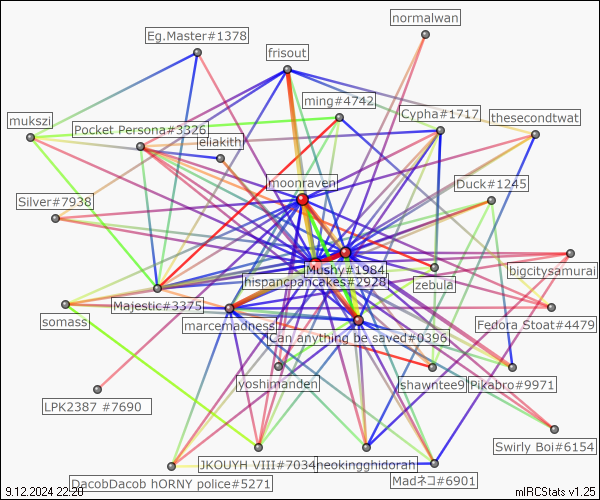 normalwan
Eg.Master#1378
frisout
ming#4742
Cypha#1717
thesecondtwat
mukszi
Pocket Persona#3326
eliakith
moonraven
Duck#1245
Silver#7938
Mushy#1984
bigcitysamurai
hispancpancakes#2928
zebula
Majestic#3375
somass
marcemadness
Fedora Stoat#4479
Can anything be saved#0396
yoshimanden
shawntee9
Pikabro#9971
LPK2387 #7690
Swirly Boi#6154
JKOUYH VIII#7034
neokingghidorah
DacobDacob hORNY police#5271
Madネコ#6901
9.12.2024 22:20
mIRCStats v1.25